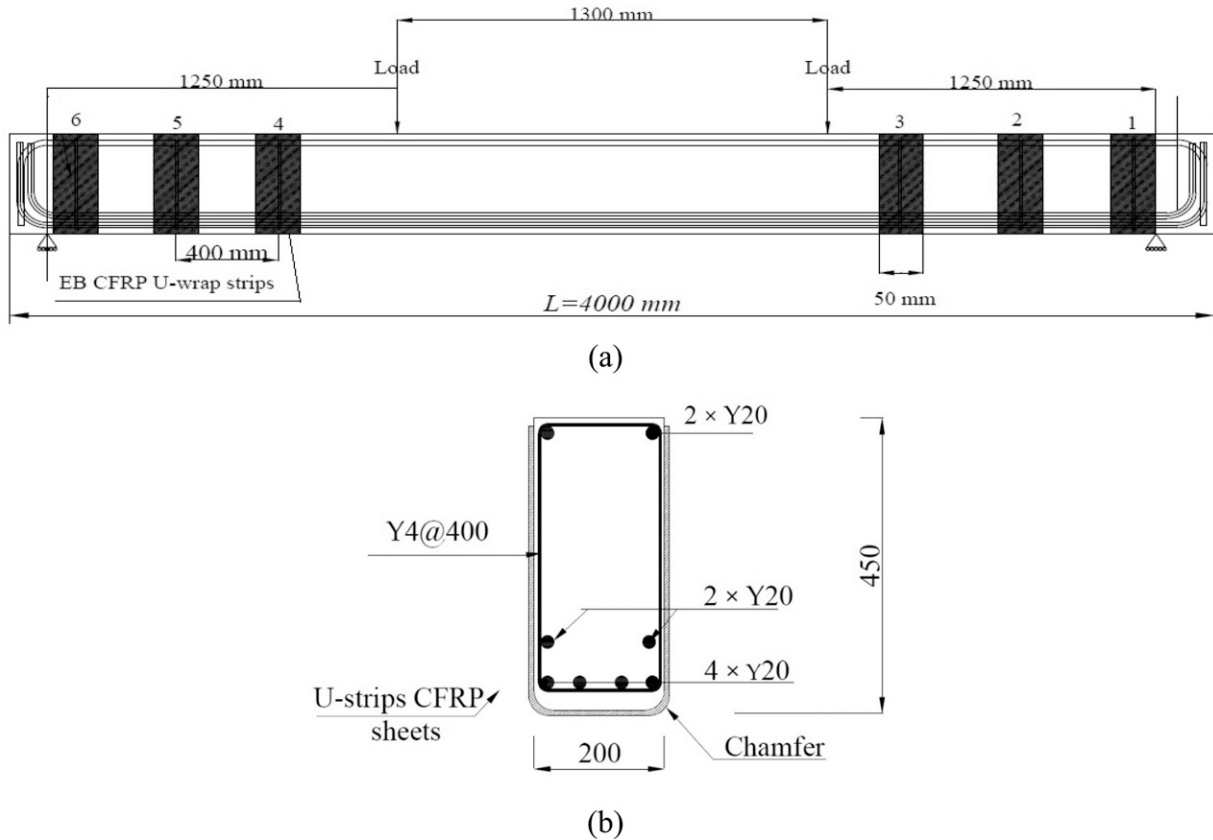 1300 mm
Load
Load
1250 mm
1250 mm
6
5
4
3
2
1
400 mm
EB CFRP U-wrap strips
50 mm
L=4000 mm
(a)
2 × Y20
Y4@400
450
2 × Y20
4 × Y20
U-strips CFRP
sheets
Chamfer
200
(b)